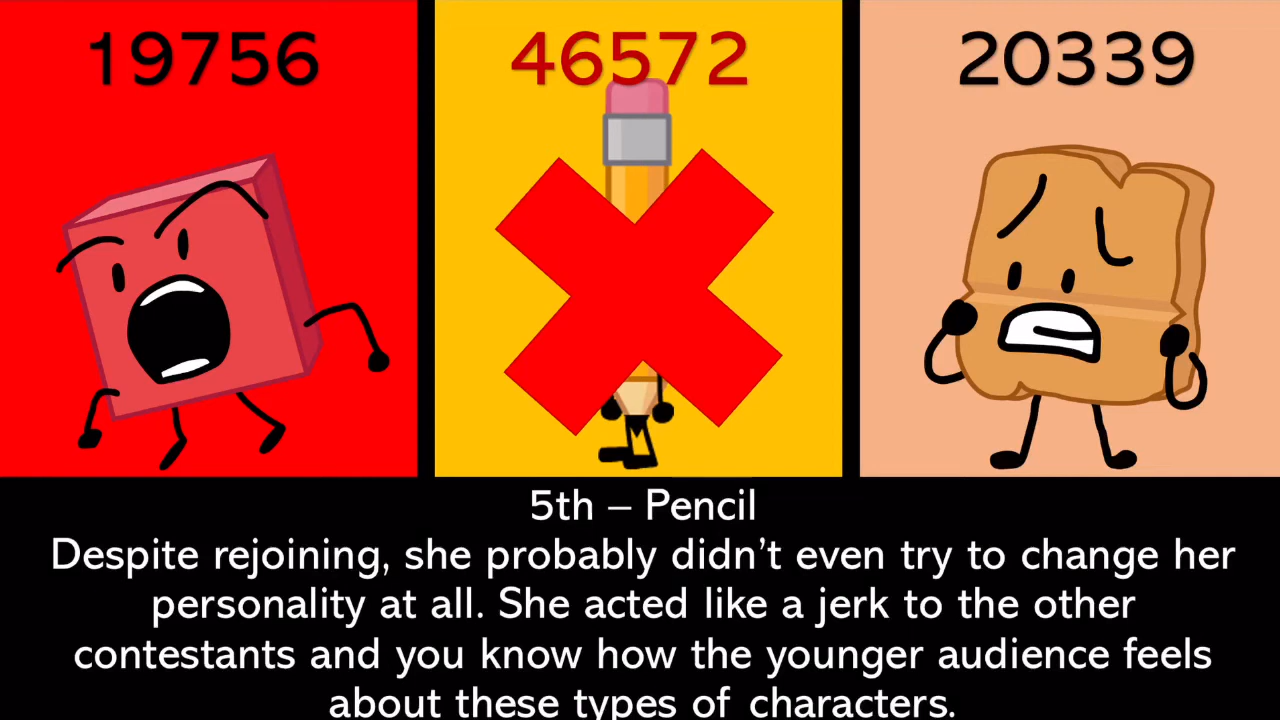 19756
46572
20339
5th – Pencil
Despite rejoining, she probably didn’t even try to change her
personality at all. She acted like a jerk to the other
contestants and you know how the younger audience feels
about these types of characters.